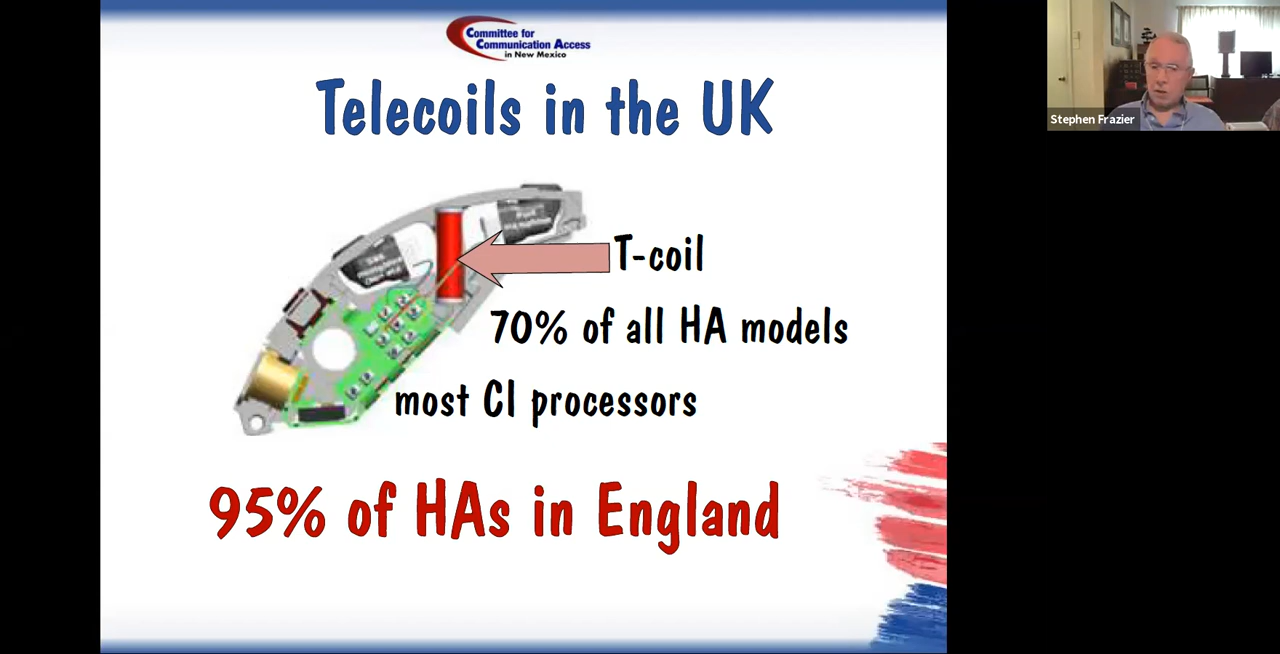 Committee for
Communication Access
in New Mexico
Telecoils in the UK
T-coil
70% of all HA models
most CI processors
95% of HAs in England
Stephen Frazier